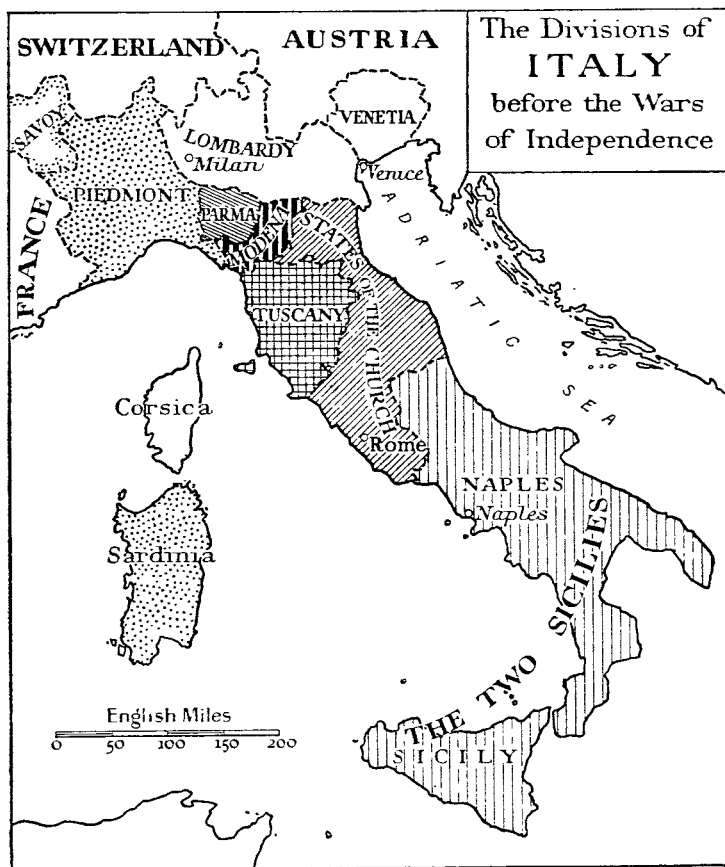 The Divisions of
ITALY
before the Wars
of Independence
SWITZERLAND
AUSTRIA
SAVOY
LOMBARDY
Milan
VENETIA
Venice
PIEDMONT
PARMA
MODENA
FRANCE
STATES OF THE CHURCH
TUSCANY
ADRIATIC SEA
Corsica
Rome
NAPLES
Naples
Sardinia
THE TWO SICILIES
SICILY
English Miles
0 50 100 150 200